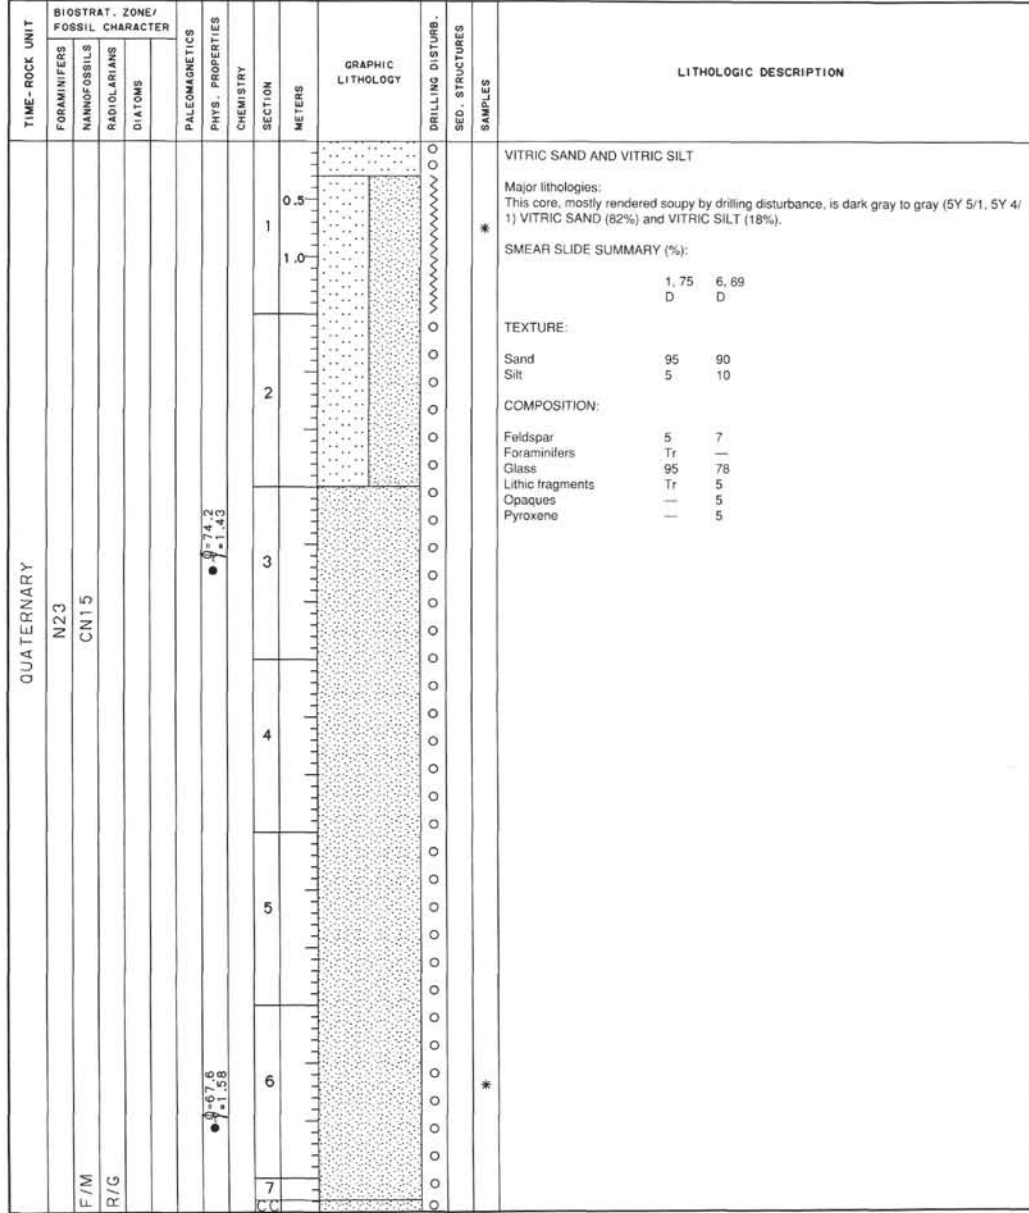 TIME-ROCK UNIT
BIOSTRAT. ZONE/
FOSSIL CHARACTER
FORAMINIFERS
NANNOFOSSILS
RADIOLARIANS
DIATOMS
PALEOMAGNETICS
PHYS. PROPERTIES
CHEMISTRY
SECTION
METERS
GRAPHIC
LITHOLOGY
DRILLING DISTURB.
SED. STRUCTURES
SAMPLES
LITHOLOGIC DESCRIPTION
QUATERNARY
N23
CN15
F/M
R/G
=74.2
=1.43
=67.6
=1.58
1
2
3
4
5
6
7
CC
0.5
1.0
*
*
VITRIC SAND AND VITRIC SILT
Major lithologies:
This core, mostly rendered soupy by drilling disturbance, is dark gray to gray (5Y 5/1, 5Y 4/
1) VITRIC SAND (82%) and VITRIC SILT (18%).
SMEAR SLIDE SUMMARY (%):
1, 75 6, 69
D D
TEXTURE:
Sand 95 90
Silt 5 10
COMPOSITION:
Feldspar 5 7
Foraminifers Tr —
Glass 95 78
Lithic fragments Tr 5
Opaques — 5
Pyroxene — 5